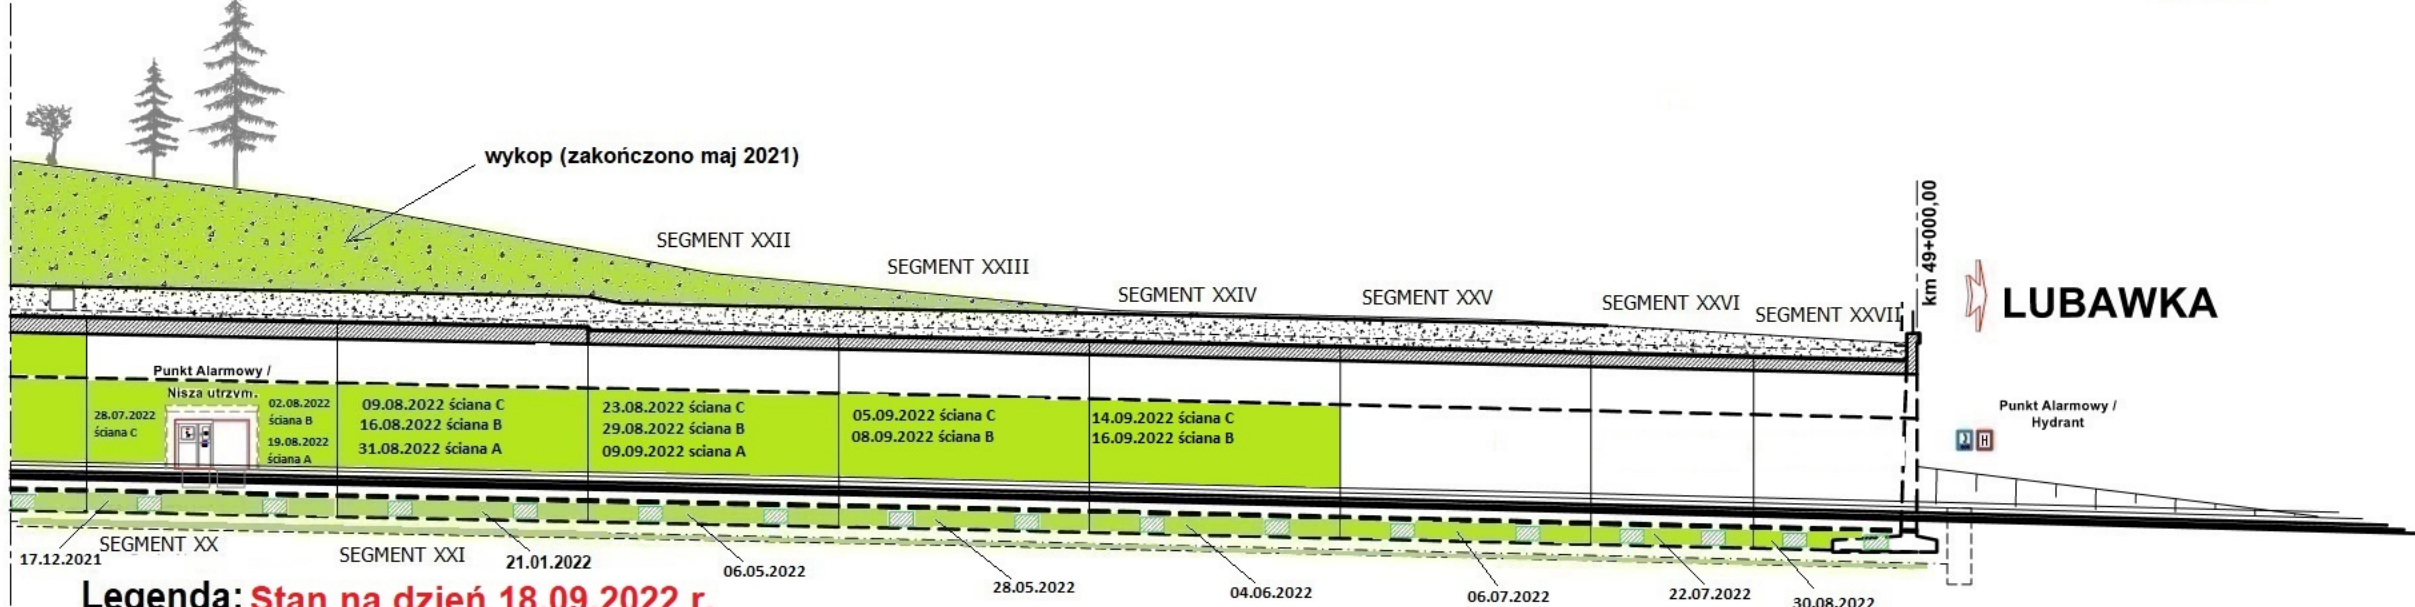 wykop (zakończono maj 2021)
SEGMENT XXII
SEGMENT XXIII
SEGMENT XXIV
SEGMENT XXV
SEGMENT XXVI
SEGMENT XXVII
km 49+000,00
LUBAWKA
Punkt Alarmowy /
Nisza utrzym.
28.07.2022
ściana C
02.08.2022
ściana B
19.08.2022
ściana A
09.08.2022 ściana C
16.08.2022 ściana B
31.08.2022 ściana A
23.08.2022 ściana C
29.08.2022 ściana B
09.09.2022 sciana A
05.09.2022 ściana C
08.09.2022 ściana B
14.09.2022 ściana C
16.09.2022 ściana B
Punkt Alarmowy /
Hydrant
H
17.12.2021
SEGMENT XX
SEGMENT XXI
21.01.2022
06.05.2022
28.05.2022
04.06.2022
06.07.2022
22.07.2022
30.08.2022
Legenda: Stan na dzień 18.09.2022 r.